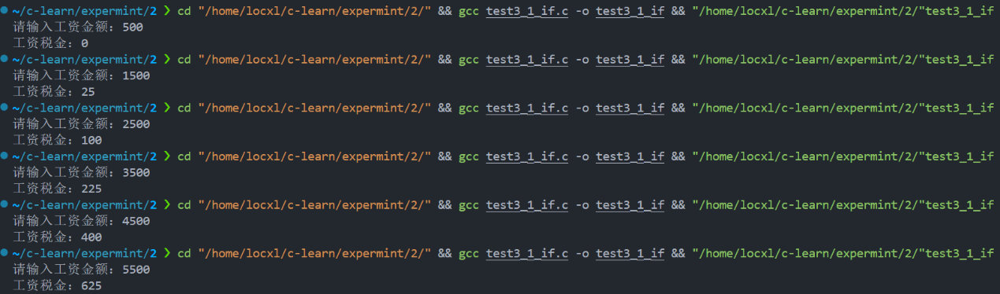 ~/c-learn/expermint/2 ❯ cd "/home/locxl/c-learn/expermint/2/" && gcc test3_1_if.c -o test3_1_if && "/home/locxl/c-learn/expermint/2/"test3_1_if
请输入工资金额：500
工资税金：0
~/c-learn/expermint/2 ❯ cd "/home/locxl/c-learn/expermint/2/" && gcc test3_1_if.c -o test3_1_if && "/home/locxl/c-learn/expermint/2/"test3_1_if
请输入工资金额：1500
工资税金：25
~/c-learn/expermint/2 ❯ cd "/home/locxl/c-learn/expermint/2/" && gcc test3_1_if.c -o test3_1_if && "/home/locxl/c-learn/expermint/2/"test3_1_if
请输入工资金额：2500
工资税金：100
~/c-learn/expermint/2 ❯ cd "/home/locxl/c-learn/expermint/2/" && gcc test3_1_if.c -o test3_1_if && "/home/locxl/c-learn/expermint/2/"test3_1_if
请输入工资金额：3500
工资税金：225
~/c-learn/expermint/2 ❯ cd "/home/locxl/c-learn/expermint/2/" && gcc test3_1_if.c -o test3_1_if && "/home/locxl/c-learn/expermint/2/"test3_1_if
请输入工资金额：4500
工资税金：400
~/c-learn/expermint/2 ❯ cd "/home/locxl/c-learn/expermint/2/" && gcc test3_1_if.c -o test3_1_if && "/home/locxl/c-learn/expermint/2/"test3_1_if
请输入工资金额：5500
工资税金：625